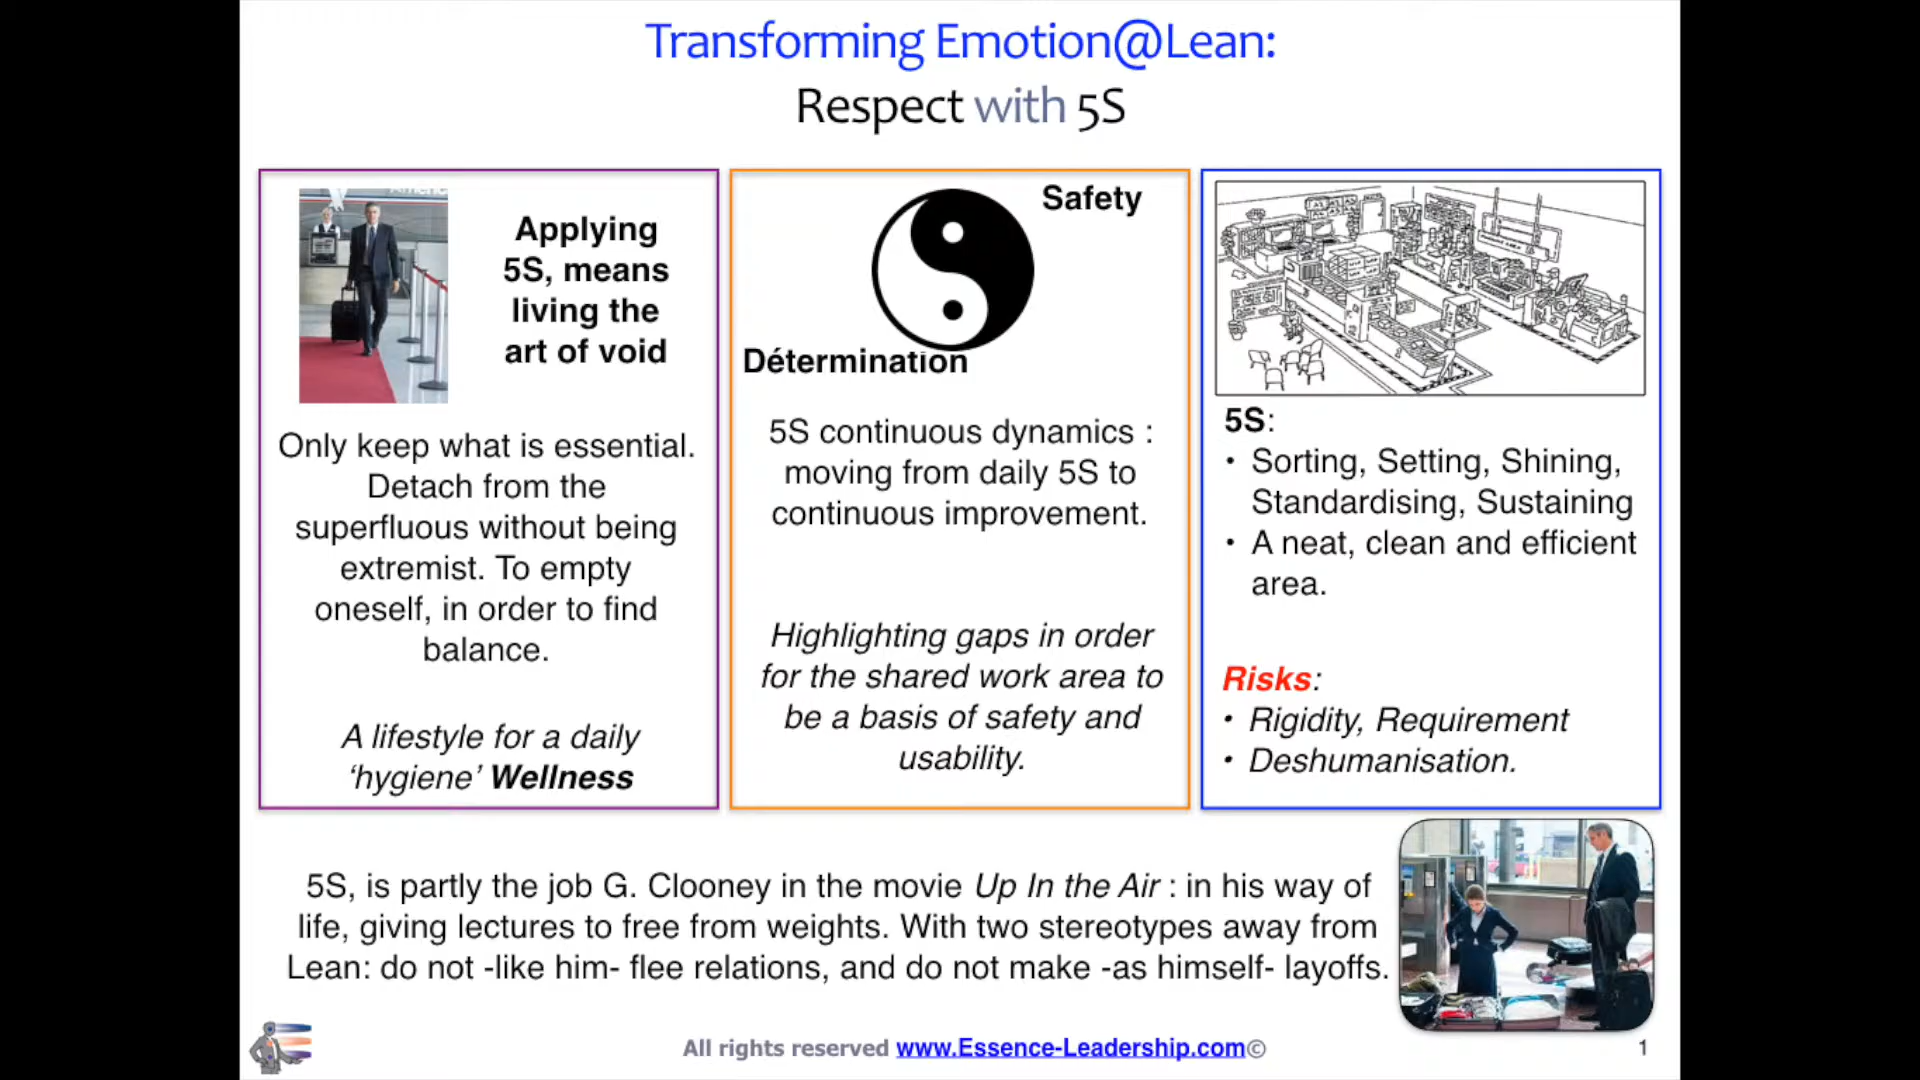 Transforming Emotion@Lean:
Respect with 5S
Applying
5S, means
living the
art of void
Only keep what is essential.
Detach from the
superfluous without being
extremist. To empty
oneself, in order to find
balance.
A lifestyle for a daily
‘hygiene’ Wellness
Safety
Détermination
5S continuous dynamics :
moving from daily 5S to
continuous improvement.
Highlighting gaps in order
for the shared work area to
be a basis of safety and
usability.
5S:
• Sorting, Setting, Shining,
Standardising, Sustaining
• A neat, clean and efficient
area.
Risks:
• Rigidity, Requirement
• Deshumanisation.
5S, is partly the job G. Clooney in the movie Up In the Air : in his way of
life, giving lectures to free from weights. With two stereotypes away from
Lean: do not -like him- flee relations, and do not make -as himself- layoffs.
All rights reserved www.Essence-Leadership.com©
1